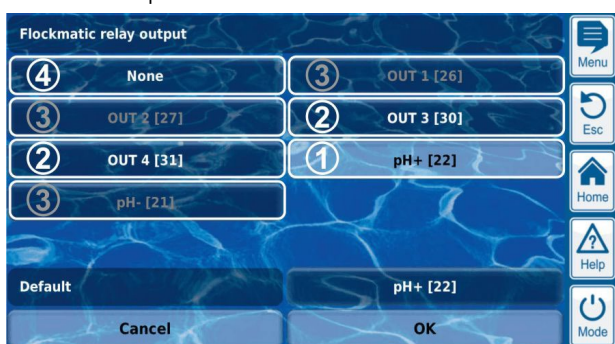 Flockmatic relay output
4 None
3 OUT 1 [26]
3 OUT 2 [27]
2 OUT 3 [30]
2 OUT 4 [31]
1 pH+ [22]
3 pH- [21]
Default pH+ [22]
Cancel OK
Menu
Esc
Home
Help
Mode